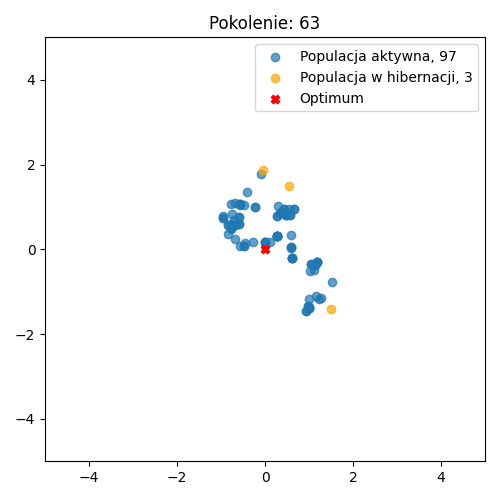 Pokolenie: 63
Populacja aktywna, 97
Populacja w hibernacji, 3
Optimum
4
2
0
−2
−4
−4
−2
0
2
4